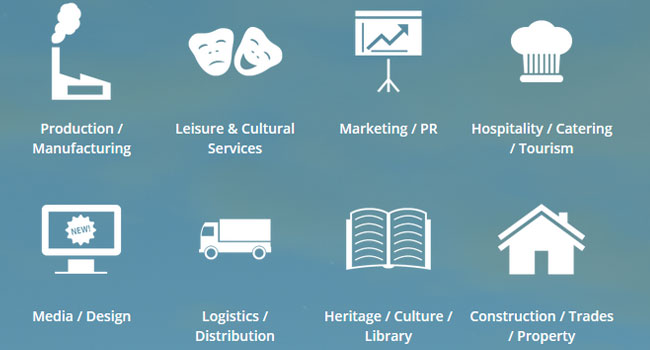 Production /
Manufacturing
Leisure & Cultural
Services
Marketing / PR
Hospitality / Catering
/ Tourism
NEW!
Media / Design
Logistics /
Distribution
Heritage / Culture /
Library
Construction / Trades
/ Property